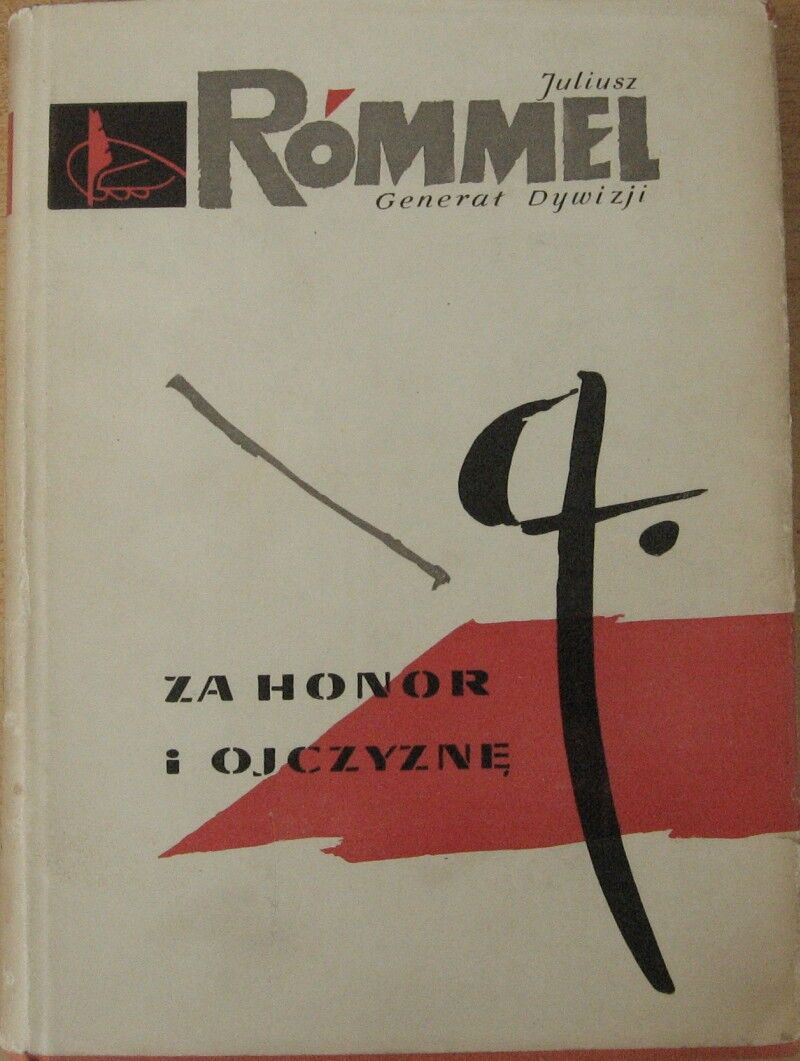 Juliusz
RÓMMEL
Generał Dywizji
ZA HONOR
i OJCZYZNĘ